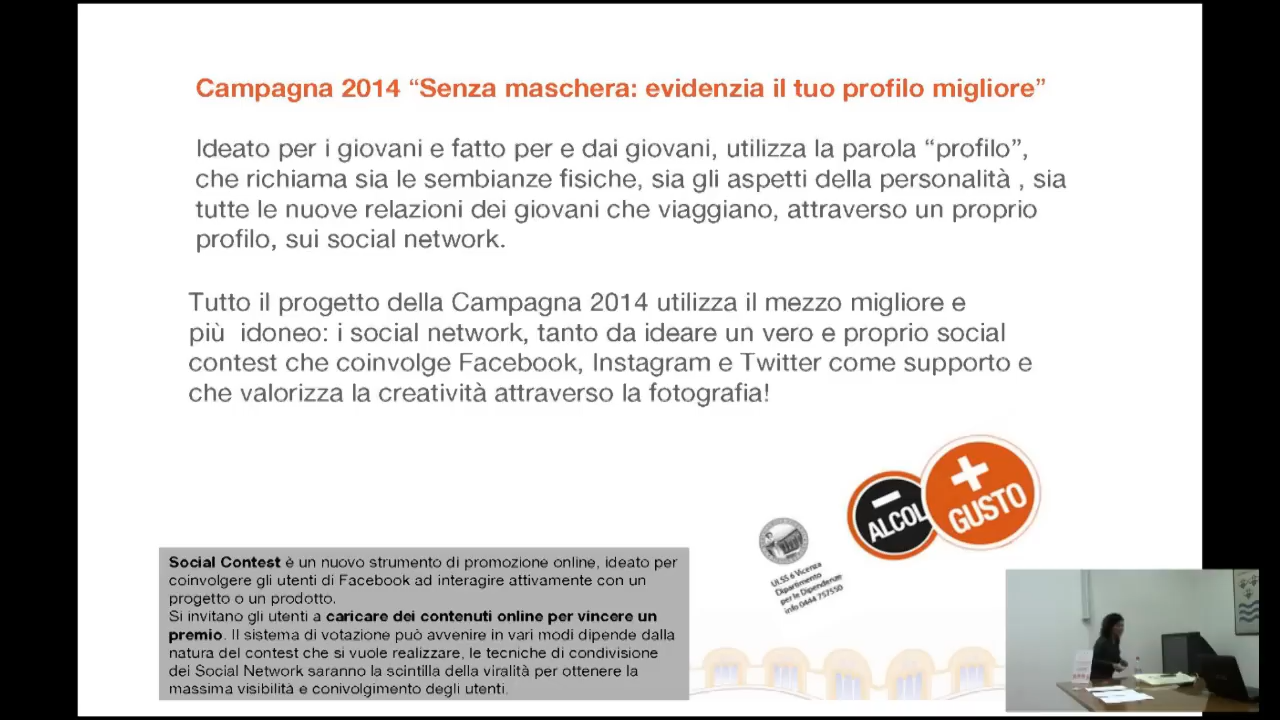 Campagna 2014 “Senza maschera: evidenzia il tuo profilo migliore”
Ideato per i giovani e fatto per e dai giovani, utilizza la parola “profilo”,
che richiama sia le sembianze fisiche, sia gli aspetti della personalità , sia
tutte le nuove relazioni dei giovani che viaggiano, attraverso un proprio
profilo, sui social network.
Tutto il progetto della Campagna 2014 utilizza il mezzo migliore e
più idoneo: i social network, tanto da ideare un vero e proprio social
contest che coinvolge Facebook, Instagram e Twitter come supporto e
che valorizza la creatività attraverso la fotografia!
– ALCOL
+ GUSTO
ULSS 6 Vicenza
Dipartimento
per le Dipendenze
info 0444 757550
Social Contest è un nuovo strumento di promozione online, ideato per
coinvolgere gli utenti di Facebook ad interagire attivamente con un
progetto o un prodotto.
Si invitano gli utenti a caricare dei contenuti online per vincere un
premio. Il sistema di votazione può avvenire in vari modi dipende dalla
natura del contest che si vuole realizzare, le tecniche di condivisione
dei Social Network saranno la scintilla della viralità per ottenere la
massima visibilità e conivolgimento degli utenti.